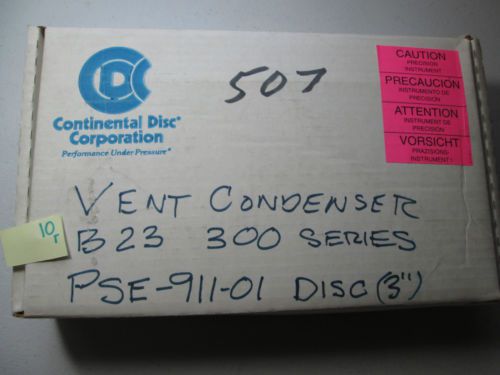 CDC
Continental Disc®
Corporation
Performance Under Pressure®
507
CAUTION
PRECISION
INSTRUMENT
PRECAUCION
INSTRUMENTO DE
PRECISION
ATTENTION
INSTRUMENT DE
PRECISION
VORSICHT
PRAZISIONS
INSTRUMENT!
10r
VENT CONDENSER
B23 300 SERIES
PSE-911-01 DISC (3")